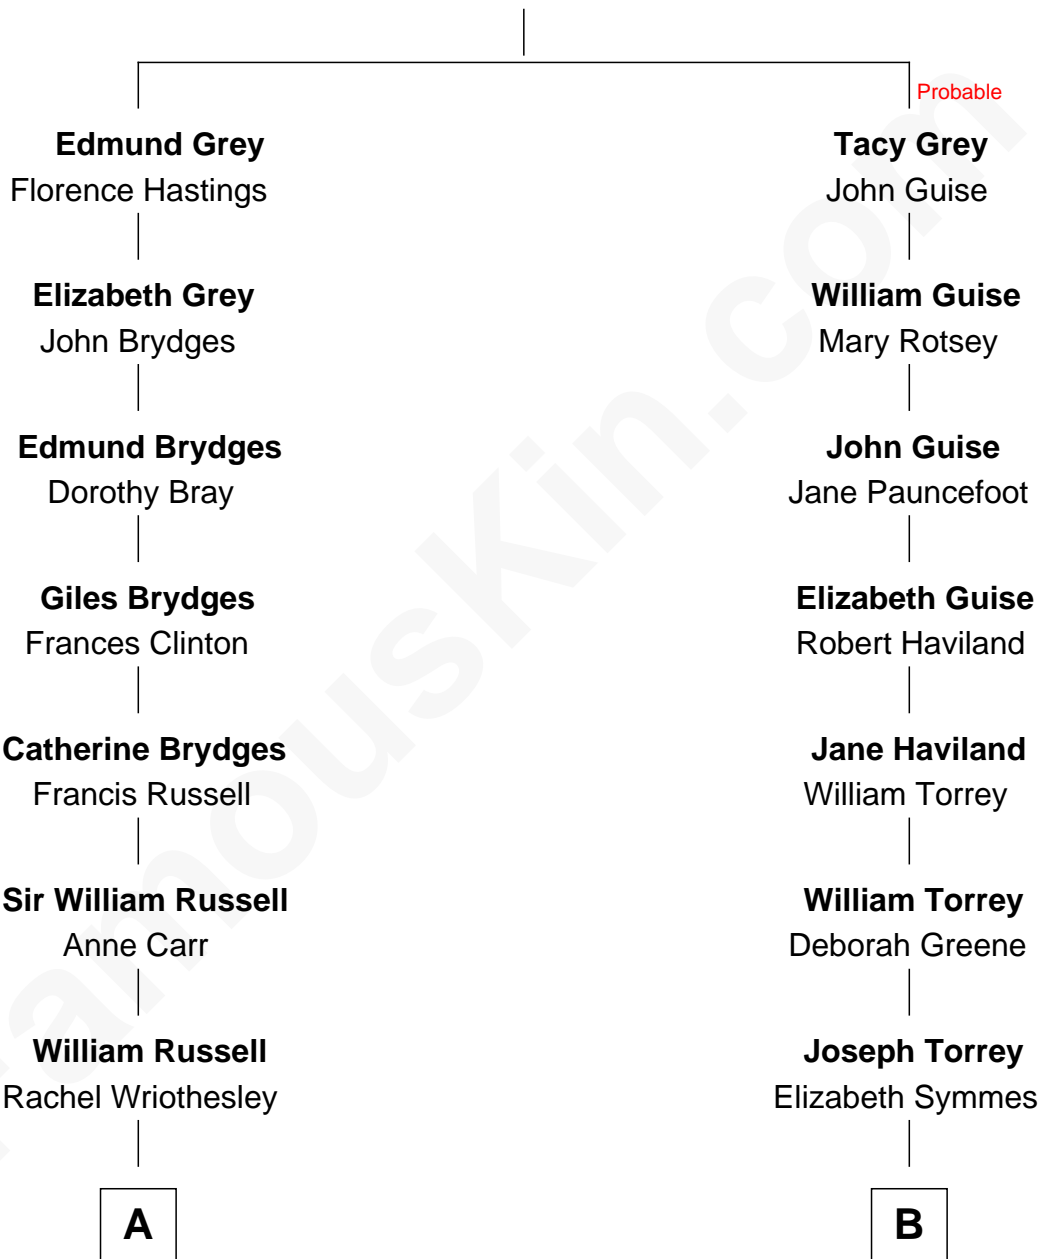 Probable
Edmund Grey
Florence Hastings
Tacy Grey
John Guise
Elizabeth Grey
John Brydges
William Guise
Mary Rotsey
Edmund Brydges
Dorothy Bray
John Guise
Jane Pauncefoot
Giles Brydges
Frances Clinton
Elizabeth Guise
Robert Haviland
Catherine Brydges
Francis Russell
Jane Haviland
William Torrey
Sir William Russell
Anne Carr
William Torrey
Deborah Greene
William Russell
Rachel Wriothesley
Joseph Torrey
Elizabeth Symmes
A
B
FamousKin.com